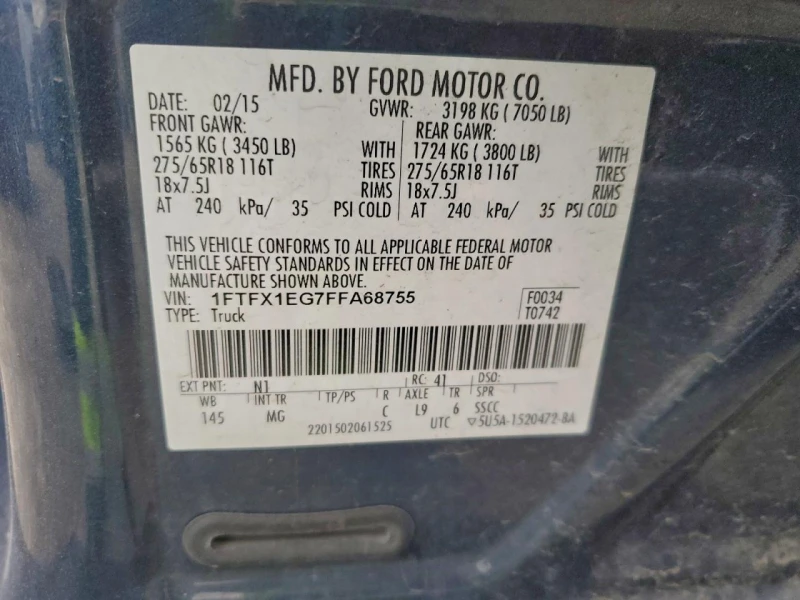 MFD. BY FORD MOTOR CO.
DATE: 02/15 GVWR: 3198 KG ( 7050 LB)
FRONT GAWR: REAR GAWR:
1565 KG ( 3450 LB) WITH 1724 KG ( 3800 LB) WITH
275/65R18 116T TIRES 275/65R18 116T TIRES
18x7.5J RIMS 18x7.5J RIMS
AT 240 kPa/ 35 PSI COLD AT 240 kPa/ 35 PSI COLD
THIS VEHICLE CONFORMS TO ALL APPLICABLE FEDERAL MOTOR
VEHICLE SAFETY STANDARDS IN EFFECT ON THE DATE OF
MANUFACTURE SHOWN ABOVE.
VIN: 1FTFX1EG7FFA68755 F0034
TYPE: Truck T0742
EXT PNT: N1 RC: 41 DSO:
WB INT TR TP/PS R AXLE TR SPR
145 MG C L9 6 SSCC
2201502061525 UTC ▽5U5A-1520472-BA